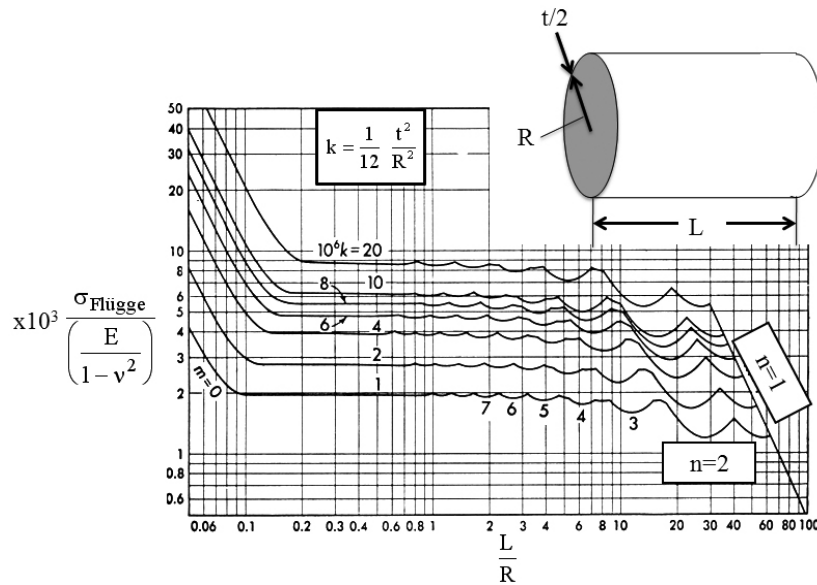 t/2
R
L
50
40
30
20
10
8
6
5
4
3
2
1
0.8
0.6
k = 1/12 t²/R²
10⁶k=20
8 10
6 4
2
1
m=0
7 6 5 4 3
n=1
n=2
x10³ σFlügge / (E / 1 − ν²)
0.06 0.1 0.2 0.3 0.4 0.6 0.8 1 2 3 4 6 8 10 20 30 40 60 80 100
L/R